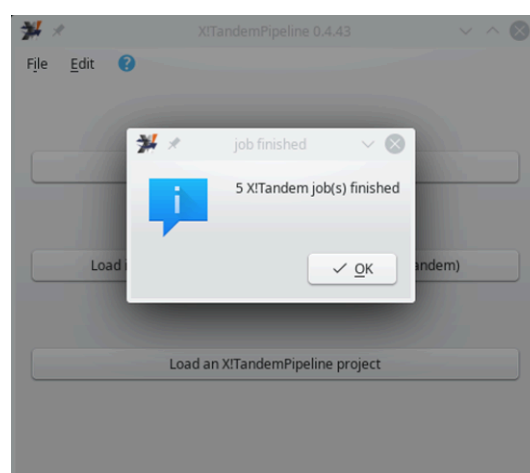 X!TandemPipeline 0.4.43
File Edit
job finished
5 X!Tandem job(s) finished
OK
Load
andem)
Load an X!TandemPipeline project